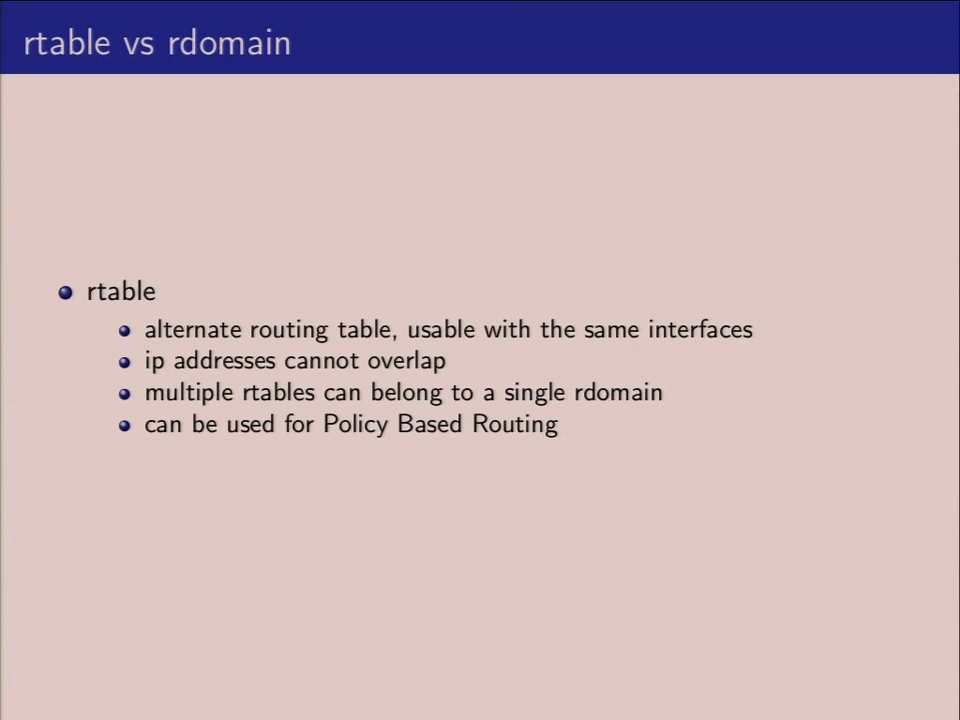 rtable vs rdomain
rtable
alternate routing table, usable with the same interfaces
ip addresses cannot overlap
multiple rtables can belong to a single rdomain
can be used for Policy Based Routing